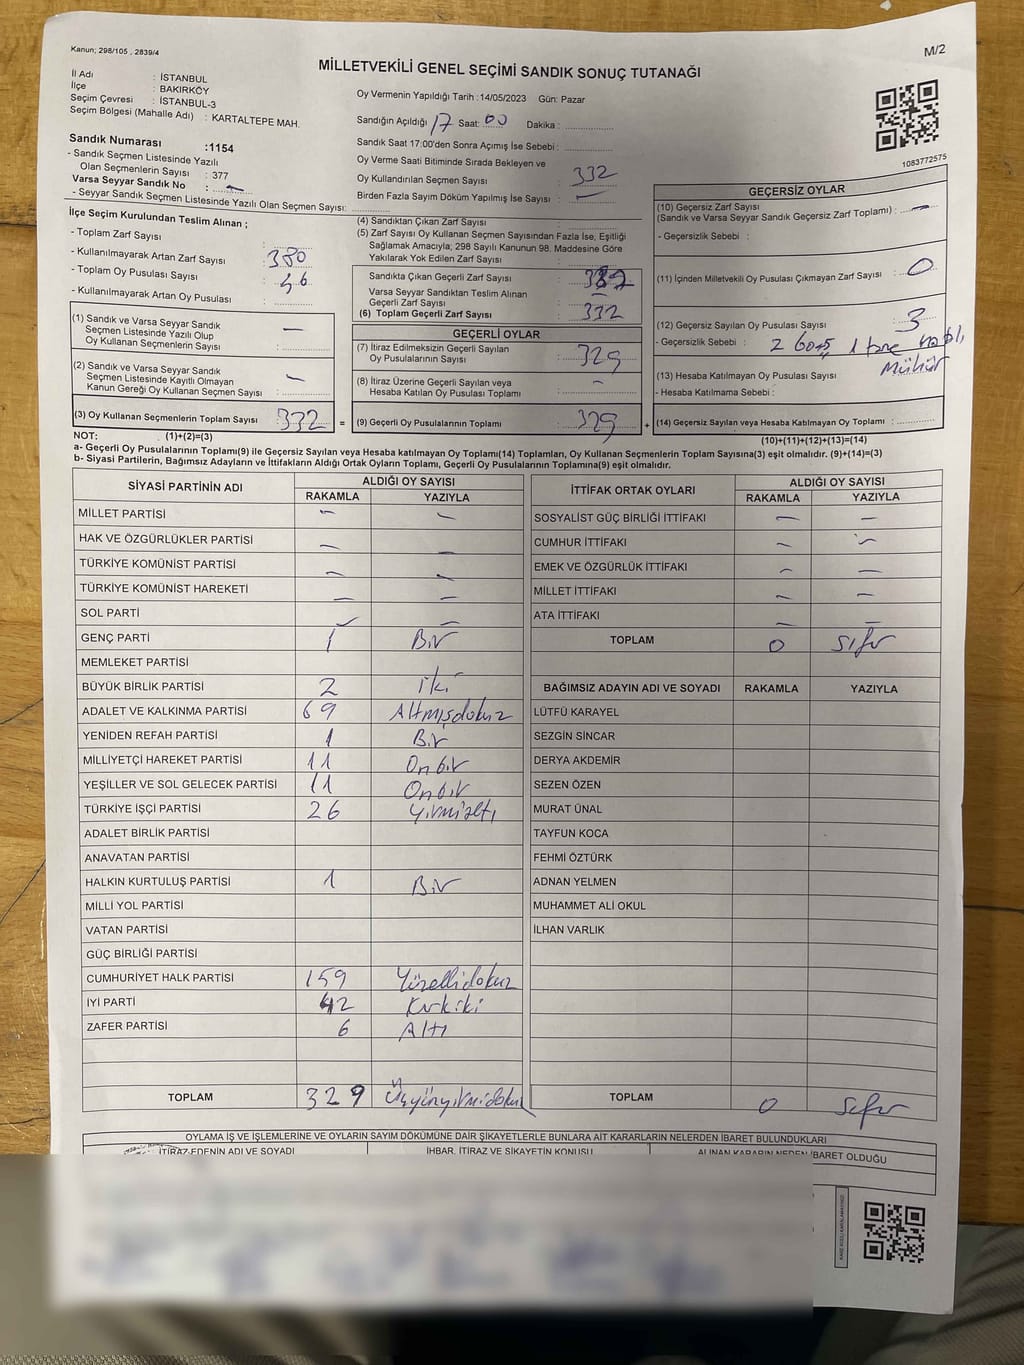 Kanun; 298/105 , 2839/4
M/2
MİLLETVEKİLİ GENEL SEÇİMİ SANDIK SONUÇ TUTANAĞI
İl Adı : İSTANBUL
İlçe : BAKIRKÖY
Seçim Çevresi : İSTANBUL-3
Seçim Bölgesi (Mahalle Adı) : KARTALTEPE MAH.
Sandık Numarası :1154
- Sandık Seçmen Listesinde Yazılı
Olan Seçmenlerin Sayısı : 377
Varsa Seyyar Sandık No : -
- Seyyar Sandık Seçmen Listesinde Yazılı Olan Seçmen Sayısı:
Oy Vermenin Yapıldığı Tarih :14/05/2023 Gün: Pazar
Sandığın Açıldığı 17 Saat: 00 Dakika :
Sandık Saat 17:00'den Sonra Açımış İse Sebebi :
Oy Verme Saati Bitiminde Sırada Bekleyen ve
Oy Kullandırılan Seçmen Sayısı 332
Birden Fazla Sayım Döküm Yapılmış İse Sayısı : -
1083772575
İlçe Seçim Kurulundan Teslim Alınan ;
- Toplam Zarf Sayısı :
- Kullanılmayarak Artan Zarf Sayısı : 380
- Toplam Oy Pusulası Sayısı : 46
- Kullanılmayarak Artan Oy Pusulası :
(4) Sandıktan Çıkan Zarf Sayısı :
(5) Zarf Sayısı Oy Kullanan Seçmen Sayısından Fazla İse, Eşitliği
Sağlamak Amacıyla; 298 Sayılı Kanunun 98. Maddesine Göre
Yakılarak Yok Edilen Zarf Sayısı :
Sandıkta Çıkan Geçerli Zarf Sayısı : 332
Varsa Seyyar Sandıktan Teslim Alınan
Geçerli Zarf Sayısı : -
(6) Toplam Geçerli Zarf Sayısı : 332
GEÇERSİZ OYLAR
(10) Geçersiz Zarf Sayısı
(Sandık ve Varsa Seyyar Sandık Geçersiz Zarf Toplamı) : -
- Geçersizlik Sebebi :
(11) İçinden Milletvekili Oy Pusulası Çıkmayan Zarf Sayısı : 0
(12) Geçersiz Sayılan Oy Pusulası Sayısı : 3
- Geçersizlik Sebebi : 2 boş 1 tane hatalı
Mühür
(13) Hesaba Katılmayan Oy Pusulası Sayısı :
- Hesaba Katılmama Sebebi :
(14) Geçersiz Sayılan veya Hesaba Katılmayan Oy Toplamı :
(10)+(11)+(12)+(13)=(14)
(1) Sandık ve Varsa Seyyar Sandık
Seçmen Listesinde Yazılı Olup
Oy Kullanan Seçmenlerin Sayısı : -
(2) Sandık ve Varsa Seyyar Sandık
Seçmen Listesinde Kayıtlı Olmayan
Kanun Gereği Oy Kullanan Seçmen Sayısı : -
(3) Oy Kullanan Seçmenlerin Toplam Sayısı : 332 =
(1)+(2)=(3)
GEÇERLİ OYLAR
(7) İtiraz Edilmeksizin Geçerli Sayılan
Oy Pusulalarının Sayısı : 329
(8) İtiraz Üzerine Geçerli Sayılan veya
Hesaba Katılan Oy Pusulası Toplamı : -
(9) Geçerli Oy Pusulalarının Toplamı : 329 +
NOT:
a- Geçerli Oy Pusulalarının Toplamı(9) ile Geçersiz Sayılan veya Hesaba katılmayan Oy Toplamı(14) Toplamları, Oy Kullanan Seçmenlerin Toplam Sayısına(3) eşit olmalıdır. (9)+(14)=(3)
b- Siyasi Partilerin, Bağımsız Adayların ve İttifakların Aldığı Ortak Oyların Toplamı, Geçerli Oy Pusulalarının Toplamına(9) eşit olmalıdır.
SİYASİ PARTİNİN ADI ALDIĞI OY SAYISI
RAKAMLA YAZIYLA
MİLLET PARTİSİ - -
HAK VE ÖZGÜRLÜKLER PARTİSİ - -
TÜRKİYE KOMÜNİST PARTİSİ - -
TÜRKİYE KOMÜNİST HAREKETİ - -
SOL PARTİ - -
GENÇ PARTİ 1 Bir
MEMLEKET PARTİSİ
BÜYÜK BİRLİK PARTİSİ 2 iki
ADALET VE KALKINMA PARTİSİ 69 Altmışdokuz
YENİDEN REFAH PARTİSİ 1 Bir
MİLLİYETÇİ HAREKET PARTİSİ 11 Onbir
YEŞİLLER VE SOL GELECEK PARTİSİ 11 Onbir
TÜRKİYE İŞÇİ PARTİSİ 26 Yirmialtı
ADALET BİRLİK PARTİSİ
ANAVATAN PARTİSİ
HALKIN KURTULUŞ PARTİSİ 1 Bir
MİLLİ YOL PARTİSİ
VATAN PARTİSİ
GÜÇ BİRLİĞİ PARTİSİ
CUMHURİYET HALK PARTİSİ 159 Yüzellidokuz
İYİ PARTİ 42 Kırkiki
ZAFER PARTİSİ 6 Altı
TOPLAM 329 Üçyüzyirmidokuz
İTTİFAK ORTAK OYLARI ALDIĞI OY SAYISI
RAKAMLA YAZIYLA
SOSYALİST GÜÇ BİRLİĞİ İTTİFAKI - -
CUMHUR İTTİFAKI - -
EMEK VE ÖZGÜRLÜK İTTİFAKI - -
MİLLET İTTİFAKI - -
ATA İTTİFAKI - -
TOPLAM 0 Sıfır
BAĞIMSIZ ADAYIN ADI VE SOYADI RAKAMLA YAZIYLA
LÜTFÜ KARAYEL
SEZGİN SİNCAR
DERYA AKDEMİR
SEZEN ÖZEN
MURAT ÜNAL
TAYFUN KOCA
FEHMİ ÖZTÜRK
ADNAN YELMEN
MUHAMMET ALİ OKUL
İLHAN VARLIK
TOPLAM 0 Sıfır
OYLAMA İŞ VE İŞLEMLERİNE VE OYLARIN SAYIM DÖKÜMÜNE DAİR ŞİKAYETLERLE BUNLARA AİT KARARLARIN NELERDEN İBARET BULUNDUKLARI
İTİRAZ EDENİN ADI VE SOYADI
İHBAR, İTİRAZ VE ŞİKAYETİN KONUSU
ALINAN KARARIN NEDEN İBARET OLDUĞU